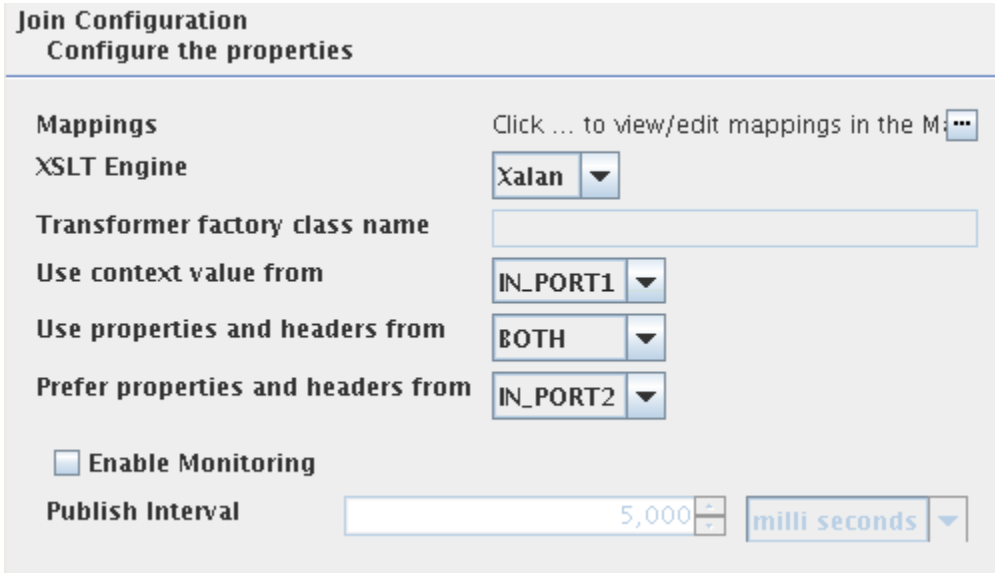 Join Configuration
Configure the properties
Mappings Click ... to view/edit mappings in the ...
XSLT Engine Xalan
Transformer factory class name
Use context value from IN_PORT1
Use properties and headers from BOTH
Prefer properties and headers from IN_PORT2
Enable Monitoring
Publish Interval 5,000 milli seconds